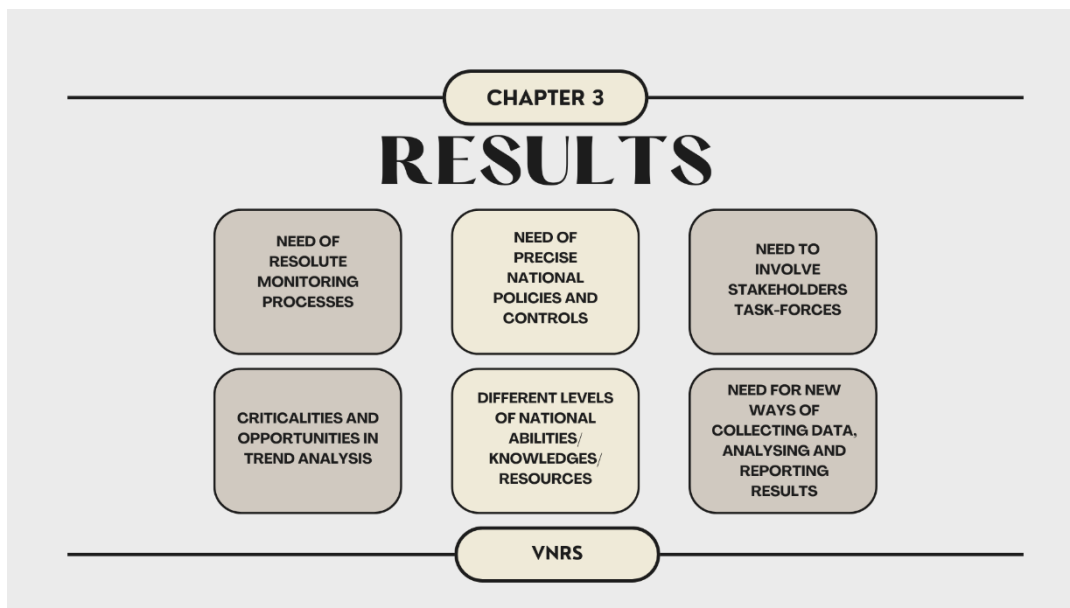 CHAPTER 3
RESULTS
NEED OF
RESOLUTE
MONITORING
PROCESSES
NEED OF
PRECISE
NATIONAL
POLICIES AND
CONTROLS
NEED TO
INVOLVE
STAKEHOLDERS
TASK-FORCES
CRITICALITIES AND
OPPORTUNITIES IN
TREND ANALYSIS
DIFFERENT LEVELS
OF NATIONAL
ABILITIES/
KNOWLEDGES/
RESOURCES
NEED FOR NEW
WAYS OF
COLLECTING DATA,
ANALYSING AND
REPORTING
RESULTS
VNRS